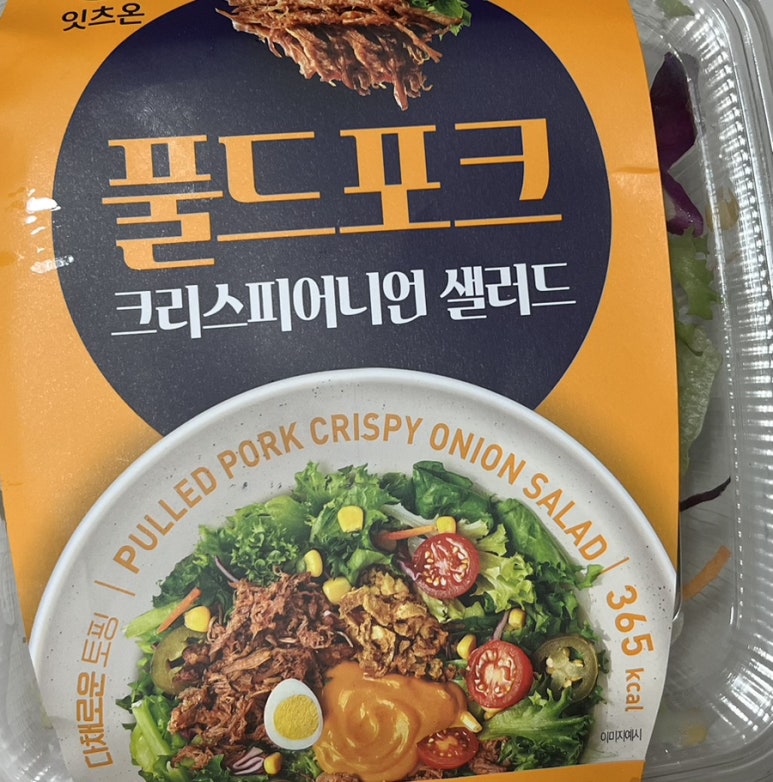 잇츠온
풀드포크
크리스피어니언 샐러드
다채로운 토핑 | PULLED PORK CRISPY ONION SALAD | 365 kcal
이미지예시